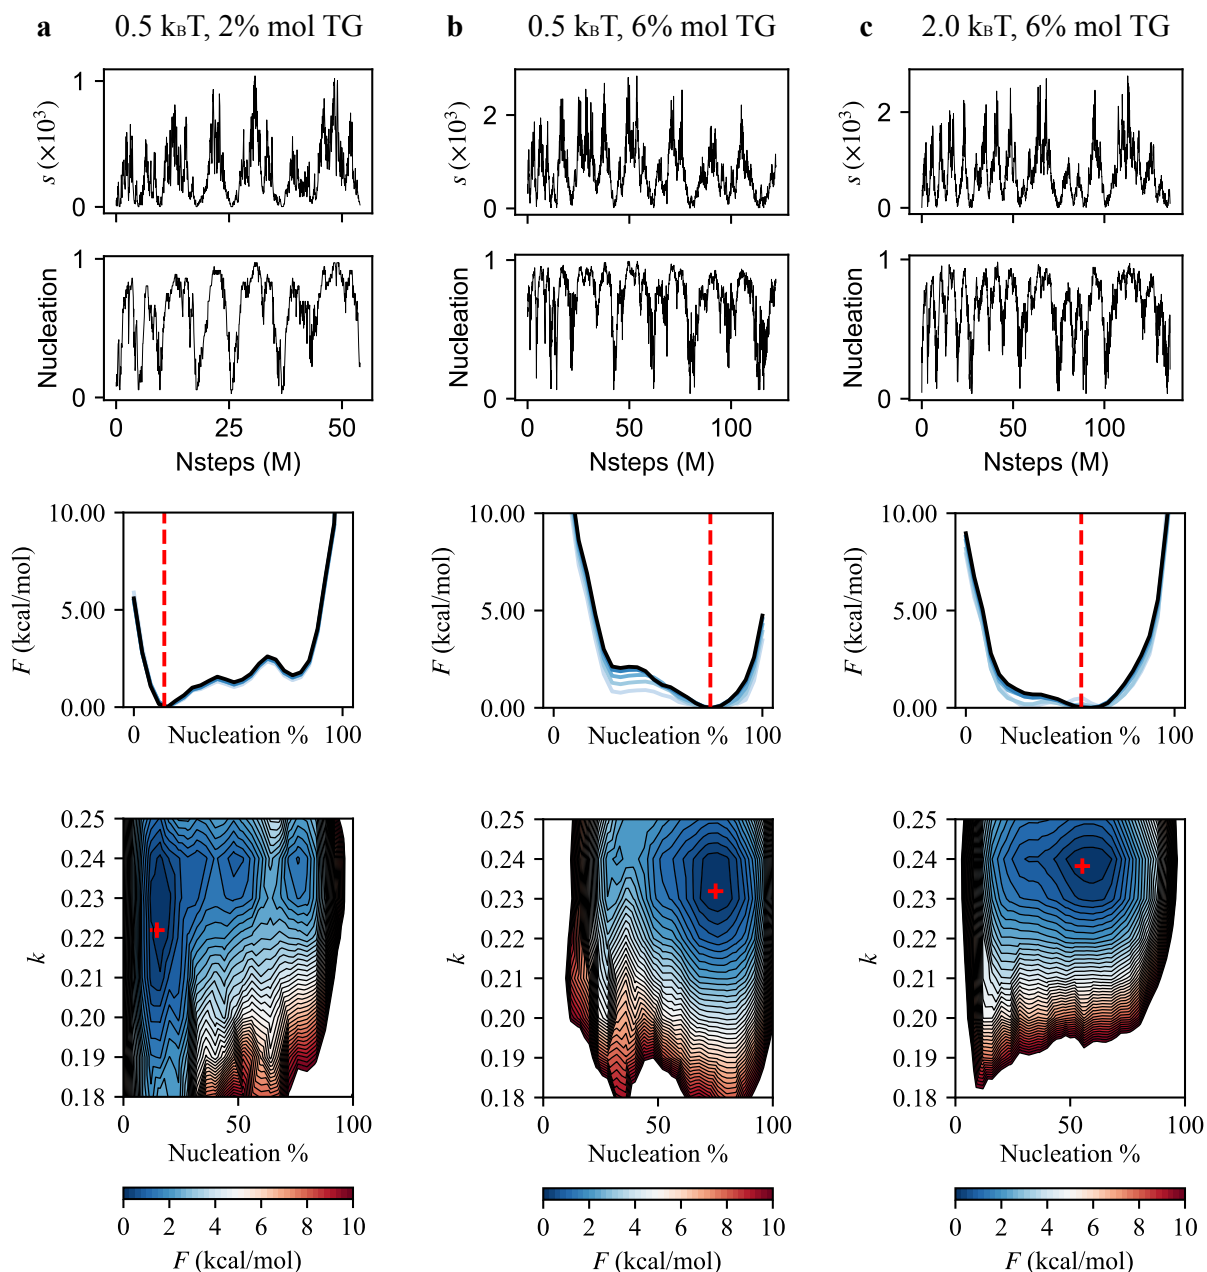 a 0.5 kBT, 2% mol TG
b 0.5 kBT, 6% mol TG
c 2.0 kBT, 6% mol TG
s (×10³)
1
0
s (×10³)
2
0
s (×10³)
2
0
Nucleation
1
0
0 25 50
Nsteps (M)
Nucleation
1
0
0 50 100
Nsteps (M)
Nucleation
1
0
0 50 100
Nsteps (M)
F (kcal/mol)
10.00
5.00
0.00
0 Nucleation % 100
F (kcal/mol)
10.00
5.00
0.00
0 Nucleation % 100
F (kcal/mol)
10.00
5.00
0.00
0 Nucleation % 100
k
0.25
0.24
0.23
0.22
0.21
0.20
0.19
0.18
0 50 100
Nucleation %
k
0.25
0.24
0.23
0.22
0.21
0.20
0.19
0.18
0 50 100
Nucleation %
k
0.25
0.24
0.23
0.22
0.21
0.20
0.19
0.18
0 50 100
Nucleation %
0 2 4 6 8 10
F (kcal/mol)
0 2 4 6 8 10
F (kcal/mol)
0 2 4 6 8 10
F (kcal/mol)